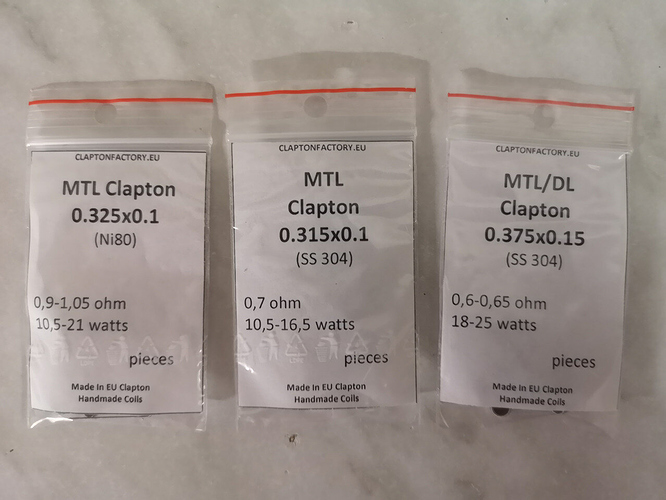 CLAPTONFACTORY.EU
MTL Clapton
0.325x0.1
(Ni80)
0,9-1,05 ohm
10,5-21 watts
pieces
Made In EU Clapton
Handmade Coils
CLAPTONFACTORY.EU
MTL
Clapton
0.315x0.1
(SS 304)
0,7 ohm
10,5-16,5 watts
pieces
Made In EU Clapton
Handmade Coils
CLAPTONFACTORY.EU
MTL/DL
Clapton
0.375x0.15
(SS 304)
0,6-0,65 ohm
18-25 watts
pieces
Made In EU Clapton
Handmade Coils